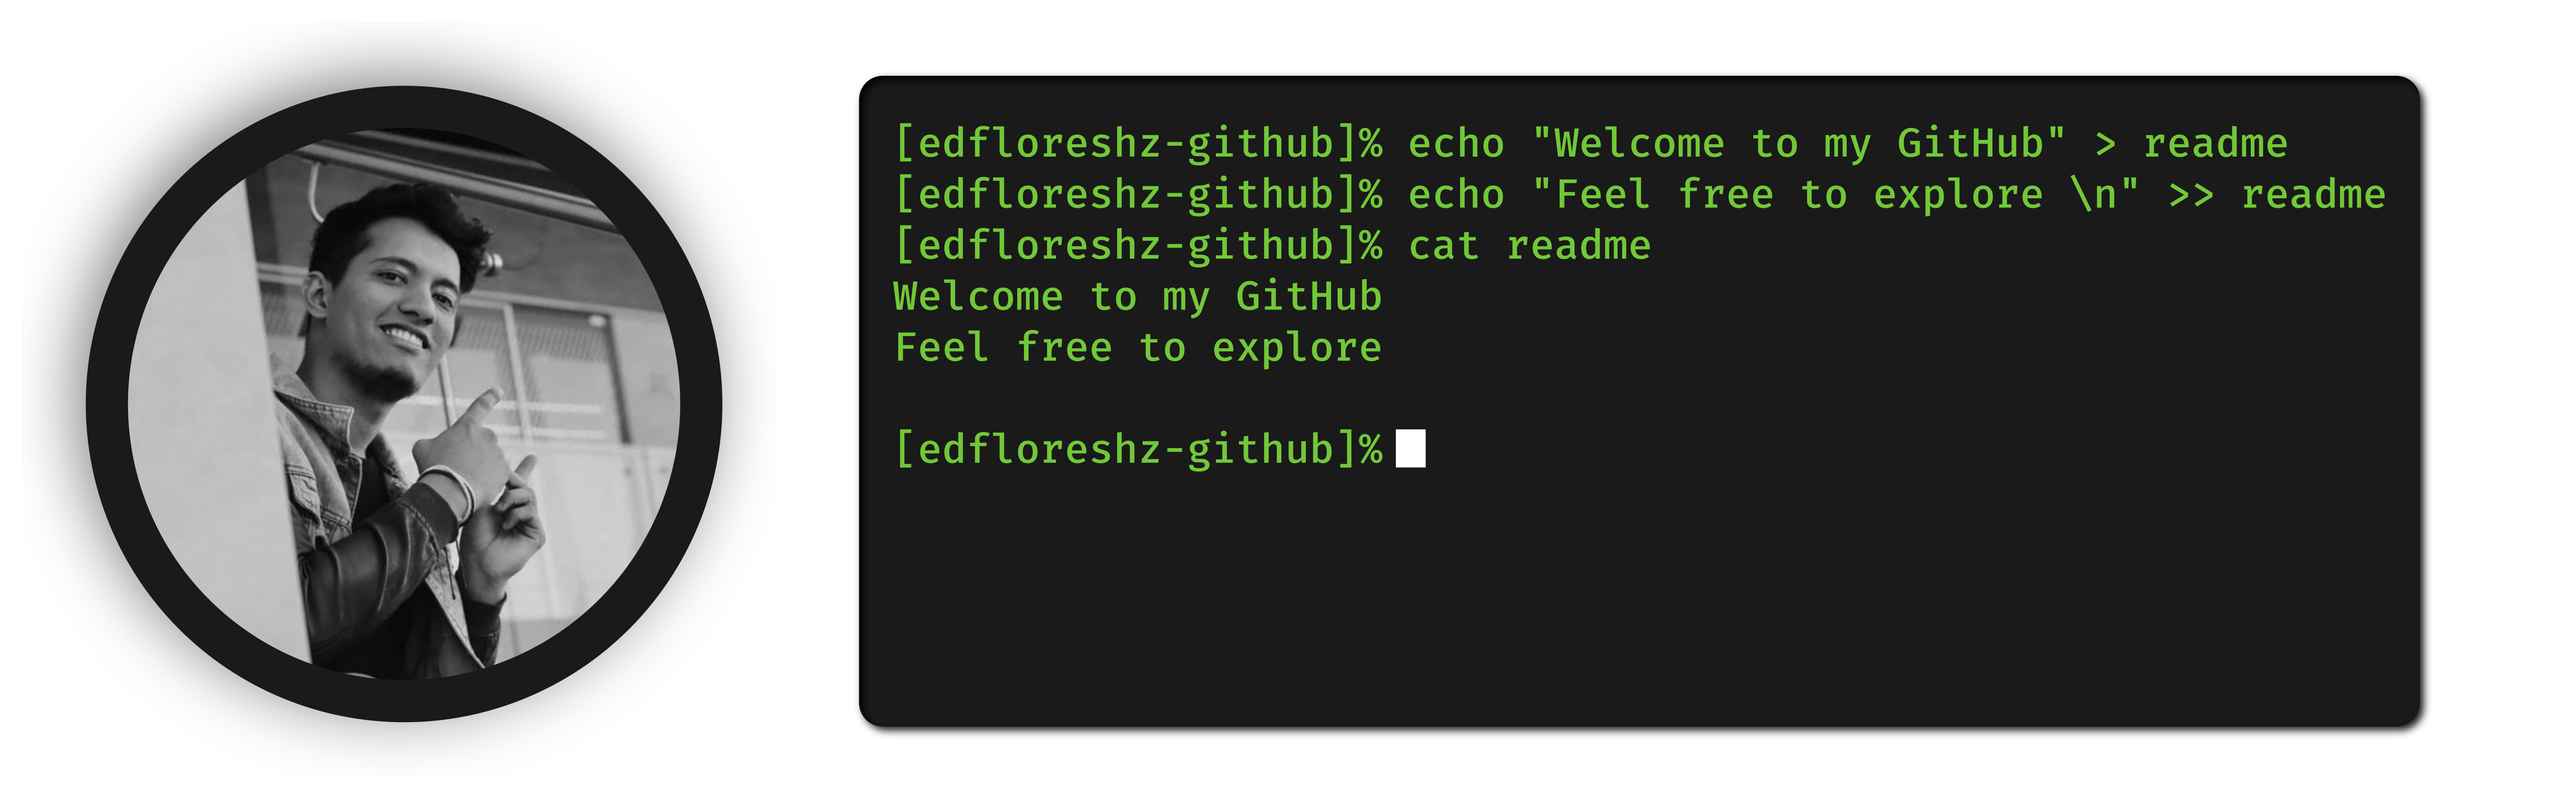 [edfloreshz-github]% echo "Welcome to my GitHub" > readme
[edfloreshz-github]% echo "Feel free to explore \n" >> readme
[edfloreshz-github]% cat readme
Welcome to my GitHub
Feel free to explore
[edfloreshz-github]%